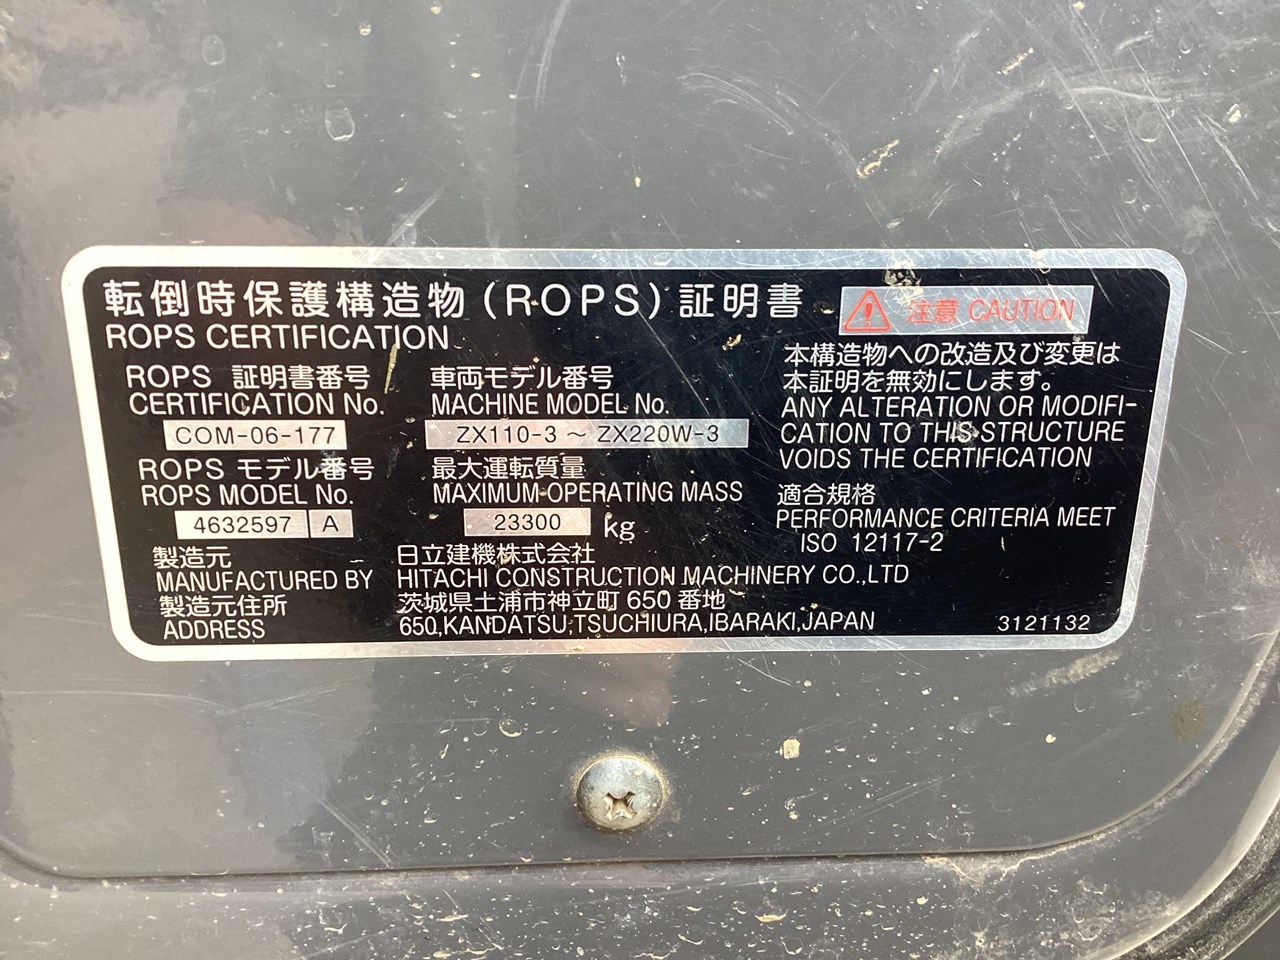 転倒時保護構造物（ROPS）証明書
ROPS CERTIFICATION
ROPS 証明書番号
CERTIFICATION No.
COM-06-177
車両モデル番号
MACHINE MODEL No.
ZX110-3 ～ ZX220W-3
ROPS モデル番号
ROPS MODEL No.
4632597 A
最大運転質量
MAXIMUM OPERATING MASS
23300 kg
製造元
MANUFACTURED BY
日立建機株式会社
HITACHI CONSTRUCTION MACHINERY CO.,LTD
製造元住所
ADDRESS
茨城県土浦市神立町 650 番地
650,KANDATSU,TSUCHIURA,IBARAKI,JAPAN
注意 CAUTION
本構造物への改造及び変更は
本証明を無効にします。
ANY ALTERATION OR MODIFI-
CATION TO THIS STRUCTURE
VOIDS THE CERTIFICATION
適合規格
PERFORMANCE CRITERIA MEET
ISO 12117-2
3121132